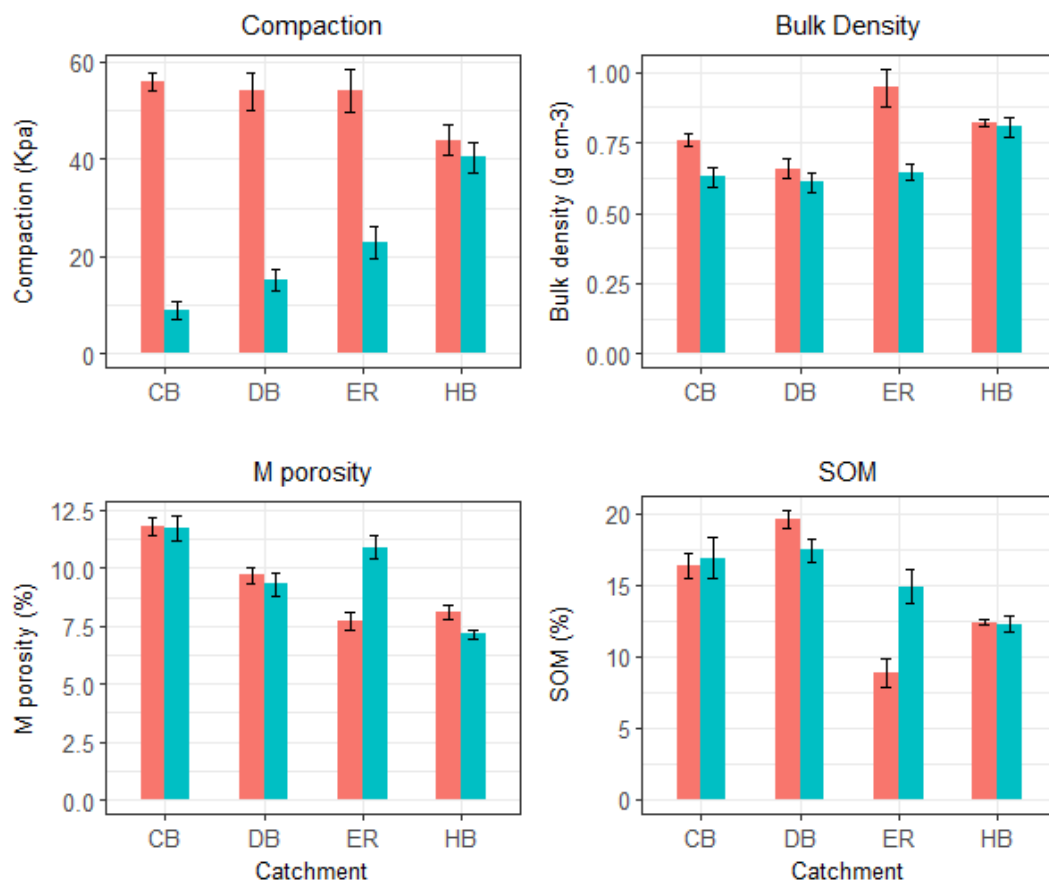 Compaction
Compaction (Kpa)
60
40
20
0
CB DB ER HB
Bulk Density
Bulk density (g cm-3)
1.00
0.75
0.50
0.25
0.00
CB DB ER HB
M porosity
M porosity (%)
12.5
10.0
7.5
5.0
2.5
0.0
CB DB ER HB
Catchment
SOM
SOM (%)
20
15
10
5
0
CB DB ER HB
Catchment